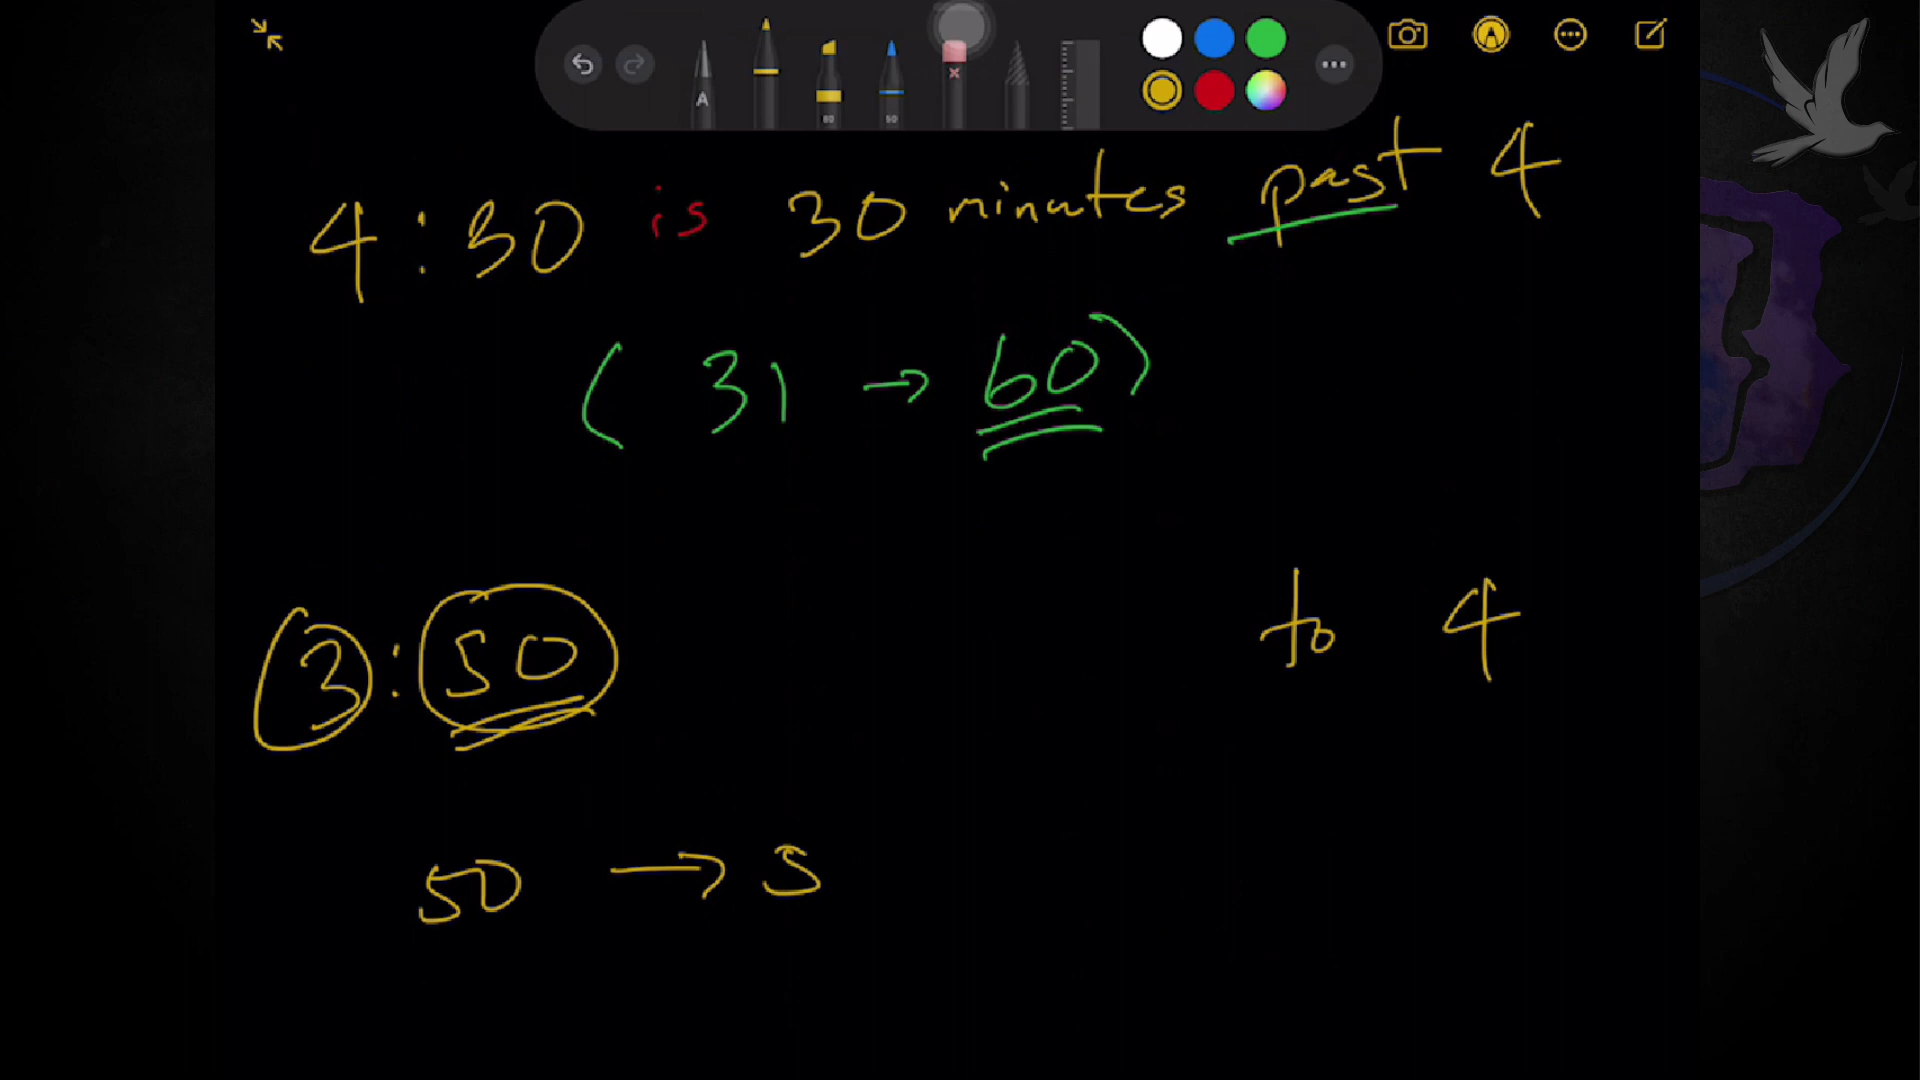 4:30 is 30 minutes past 4
(31 → 60)
3:50 to 4
50 → 5